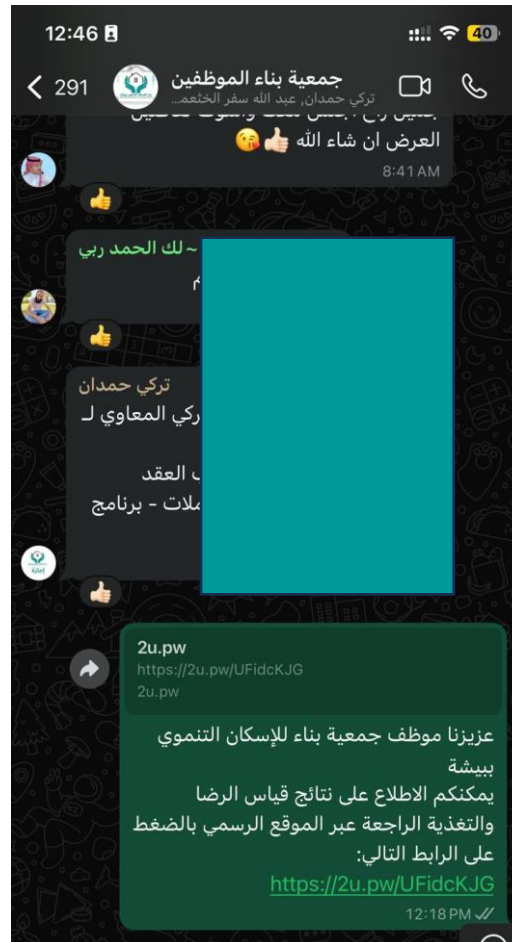 12:46
40
291
جمعية بناء الموظفين
تركي حمدان, عبد الله سفر الخثعم...
العرض ان شاء الله 👍🏻😘
8:41 AM
~لك الحمد ربي
م
تركي حمدان
ركي المعاوي لـ
ب العقد
ملات - برنامج
إجازة
2u.pw
https://2u.pw/UFidcKJG
2u.pw
عزيزنا موظف جمعية بناء للإسكان التنموي
ببيشة
يمكنكم الاطلاع على نتائج قياس الرضا
والتغذية الراجعة عبر الموقع الرسمي بالضغط
على الرابط التالي:
https://2u.pw/UFidcKJG
12:18 PM